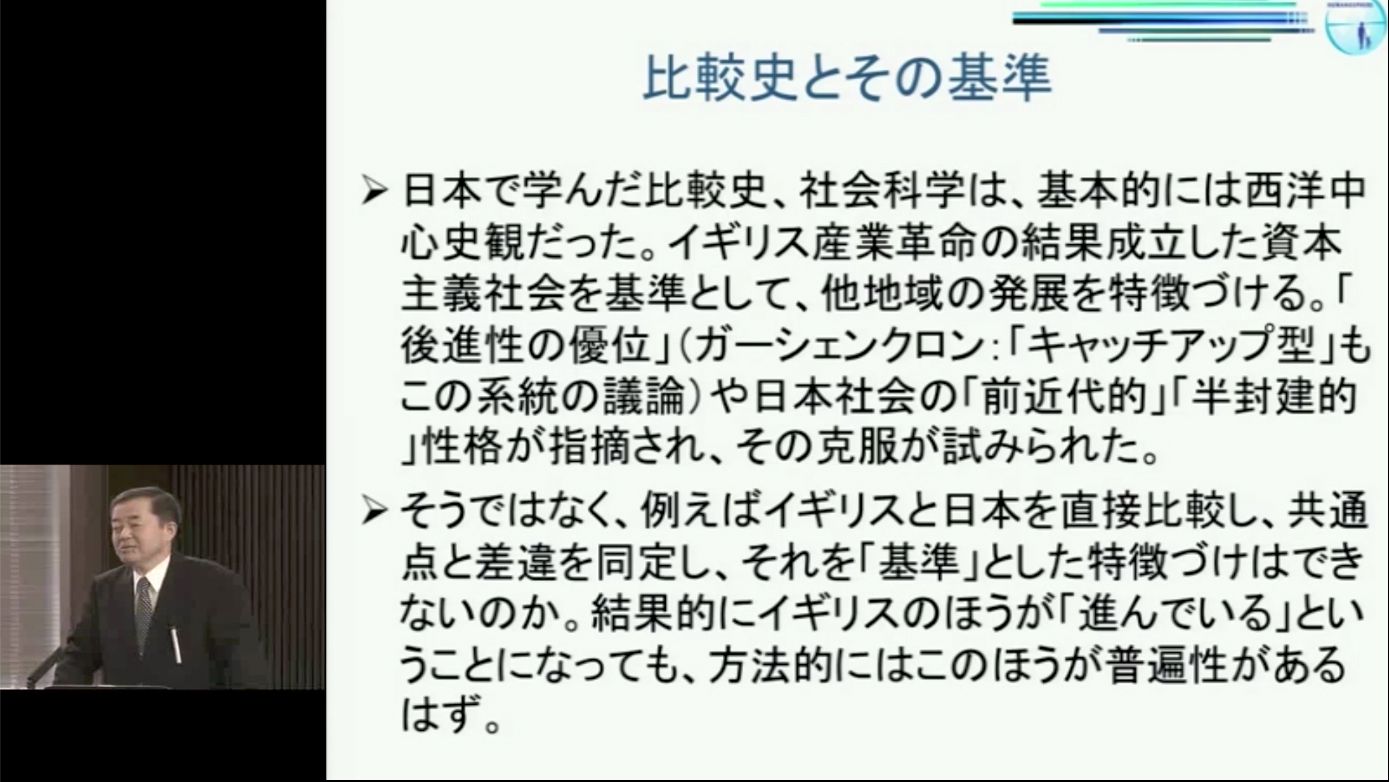 比較史とその基準
➢ 日本で学んだ比較史、社会科学は、基本的には西洋中
心史観だった。イギリス産業革命の結果成立した資本
主義社会を基準として、他地域の発展を特徴づける。「
後進性の優位」(ガーシェンクロン:「キャッチアップ型」も
この系統の議論)や日本社会の「前近代的」「半封建的
」性格が指摘され、その克服が試みられた。
➢ そうではなく、例えばイギリスと日本を直接比較し、共通
点と差違を同定し、それを「基準」とした特徴づけはでき
ないのか。結果的にイギリスのほうが「進んでいる」とい
うことになっても、方法的にはこのほうが普遍性がある
はず。